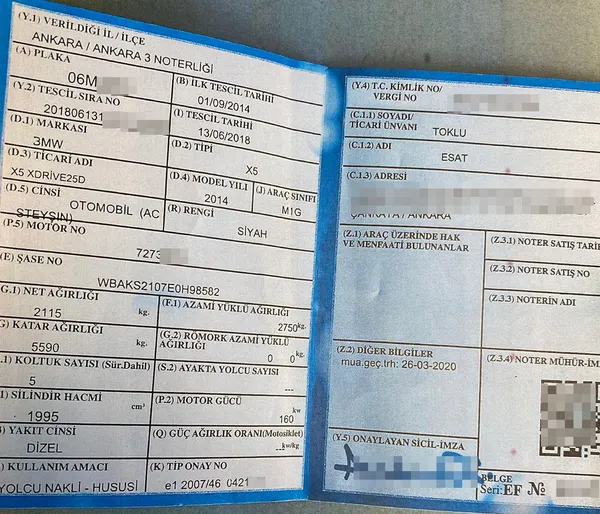 (Y.1) VERİLDİĞİ İL / İLÇE
ANKARA / ANKARA 3 NOTERLİĞİ
(A) PLAKA
06M
(B) İLK TESCİL TARİHİ
01/09/2014
(Y.2) TESCİL SIRA NO
201806131
(I) TESCİL TARİHİ
13/06/2018
(D.1) MARKASI
3MW
(D.2) TİPİ
X5
(D.3) TİCARİ ADI
X5 XDRİVE25D
(D.4) MODEL YILI
2014
(J) ARAÇ SINIFI
M1G
(D.5) CİNSİ
OTOMOBİL (AC
STEYŞIN)
(R) RENGİ
SİYAH
(P.5) MOTOR NO
7273
(E) ŞASE NO
WBAKS2107E0H98582
G.1) NET AĞIRLIĞI
2115 kg.
(F.1) AZAMİ YÜKLÜ AĞIRLIĞI
2750kg.
G) KATAR AĞIRLIĞI
5590 kg.
(G.2) RÖMORK AZAMİ YÜKLÜ
AĞIRLIĞI
0 0 kg.
.1) KOLTUK SAYISI (Sür.Dahil)
5
(S.2) AYAKTA YOLCU SAYISI
---
1) SİLİNDİR HACMİ
1995 cm³
(P.2) MOTOR GÜCÜ
160 kw
) YAKIT CİNSİ
DİZEL
(Q) GÜÇ AĞIRLIK ORANI(Motosiklet)
--- kw/kg
) KULLANIM AMACI
YOLCU NAKLİ - HUSUSİ
(K) TİP ONAY NO
e1 2007/46 0421
(Y.4) T.C. KİMLİK NO/
VERGİ NO
(C.1.1) SOYADI/
TİCARİ ÜNVANI
TOKLU
(C.1.2) ADI
ESAT
(C.1.3) ADRESİ
ÇANKAYA / ANKARA
(Z.1) ARAÇ ÜZERİNDE HAK
VE MENFAATİ BULUNANLAR
(Z.3.1) NOTER SATIŞ TARİH
(Z.3.2) NOTER SATIŞ NO
(Z.3.3) NOTERİN ADI
(Z.2) DİĞER BİLGİLER
mua.geç.trh: 26-03-2020
(Z.3.4) NOTER MÜHÜR-İM
(Y.5) ONAYLAYAN SİCİL-İMZA
BELGE
Seri:EF №